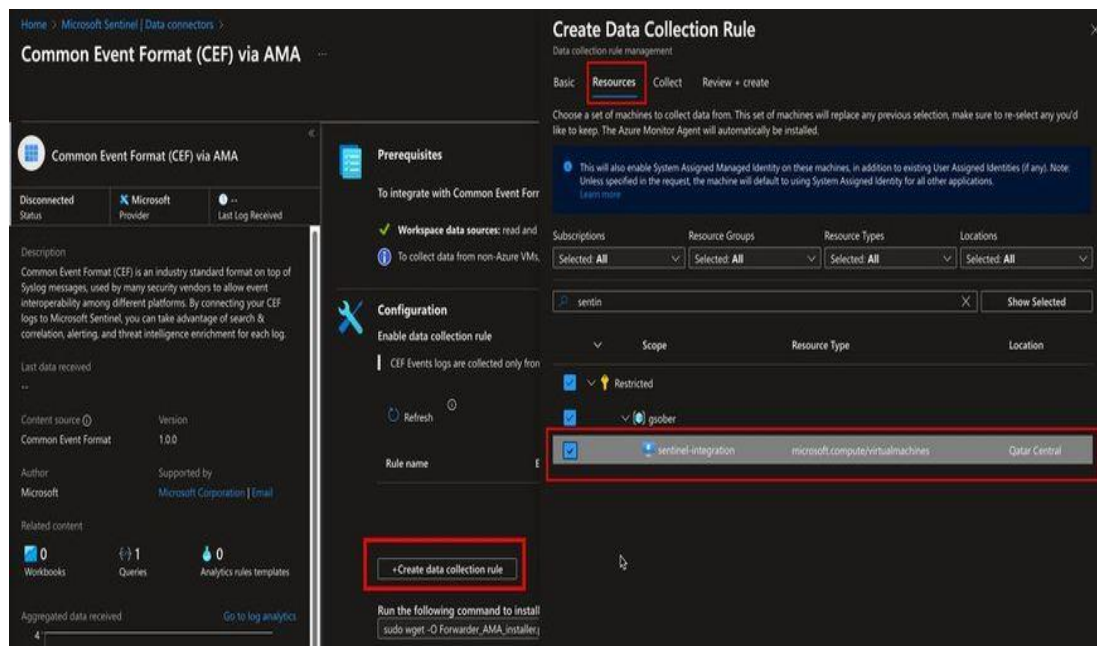 Home > Microsoft Sentinel | Data connectors >
Common Event Format (CEF) via AMA ...
Common Event Format (CEF) via AMA
Disconnected
Status
Microsoft
Provider
--
Last Log Received
Description
Common Event Format (CEF) is an industry standard format on top of
Syslog messages, used by many security vendors to allow event
interoperability among different platforms. By connecting your CEF
logs to Microsoft Sentinel, you can take advantage of search &
correlation, alerting, and threat intelligence enrichment for each log.
Last data received
--
Content source
Version
Common Event Format
1.0.0
Author
Supported by
Microsoft
Microsoft Corporation | Email
Related content
0
Workbooks
1
Queries
0
Analytics rules templates
Aggregated data received
Go to log analytics
4
Prerequisites
To integrate with Common Event Forr
Workspace data sources: read and
To collect data from non-Azure VMs,
Configuration
Enable data collection rule
CEF Events logs are collected only fron
Refresh
Rule name
+Create data collection rule
Run the following command to install
sudo wget -O Forwarder_AMA_installer.p
Create Data Collection Rule
Data collection rule management
Basic
Resources
Collect
Review + create
Choose a set of machines to collect data from. This set of machines will replace any previous selection, make sure to re-select any you'd
like to keep. The Azure Monitor Agent will automatically be installed.
This will also enable System Assigned Managed Identity on these machines, in addition to existing User Assigned Identities (if any). Note:
Unless specified in the request, the machine will default to using System Assigned Identity for all other applications.
Learn more
Subscriptions
Resource Groups
Resource Types
Locations
Selected: All
Selected: All
Selected: All
Selected: All
sentin
Show Selected
Scope
Resource Type
Location
Restricted
gsober
sentinel-integration
microsoft.compute/virtualmachines
Qatar Central